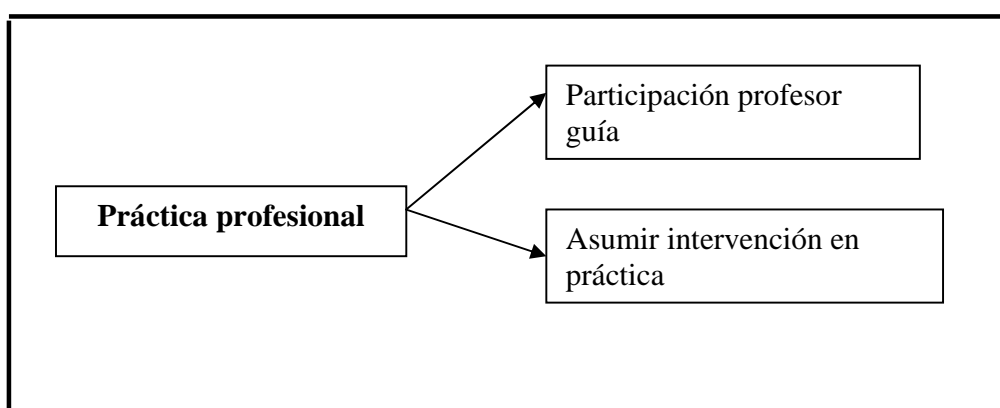 Participación profesor
guía
Práctica profesional
Asumir intervención en
práctica